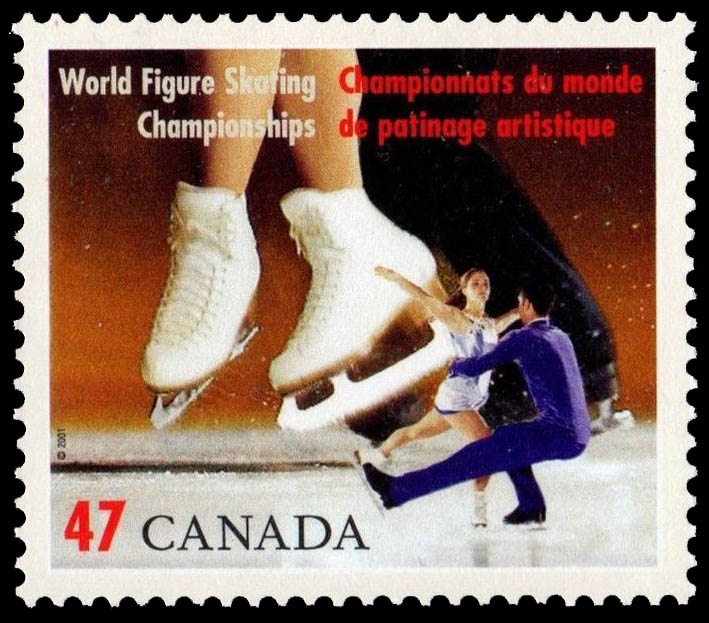 World Figure Skating
Championships
Championnats du monde
de patinage artistique
© 2001
47 CANADA